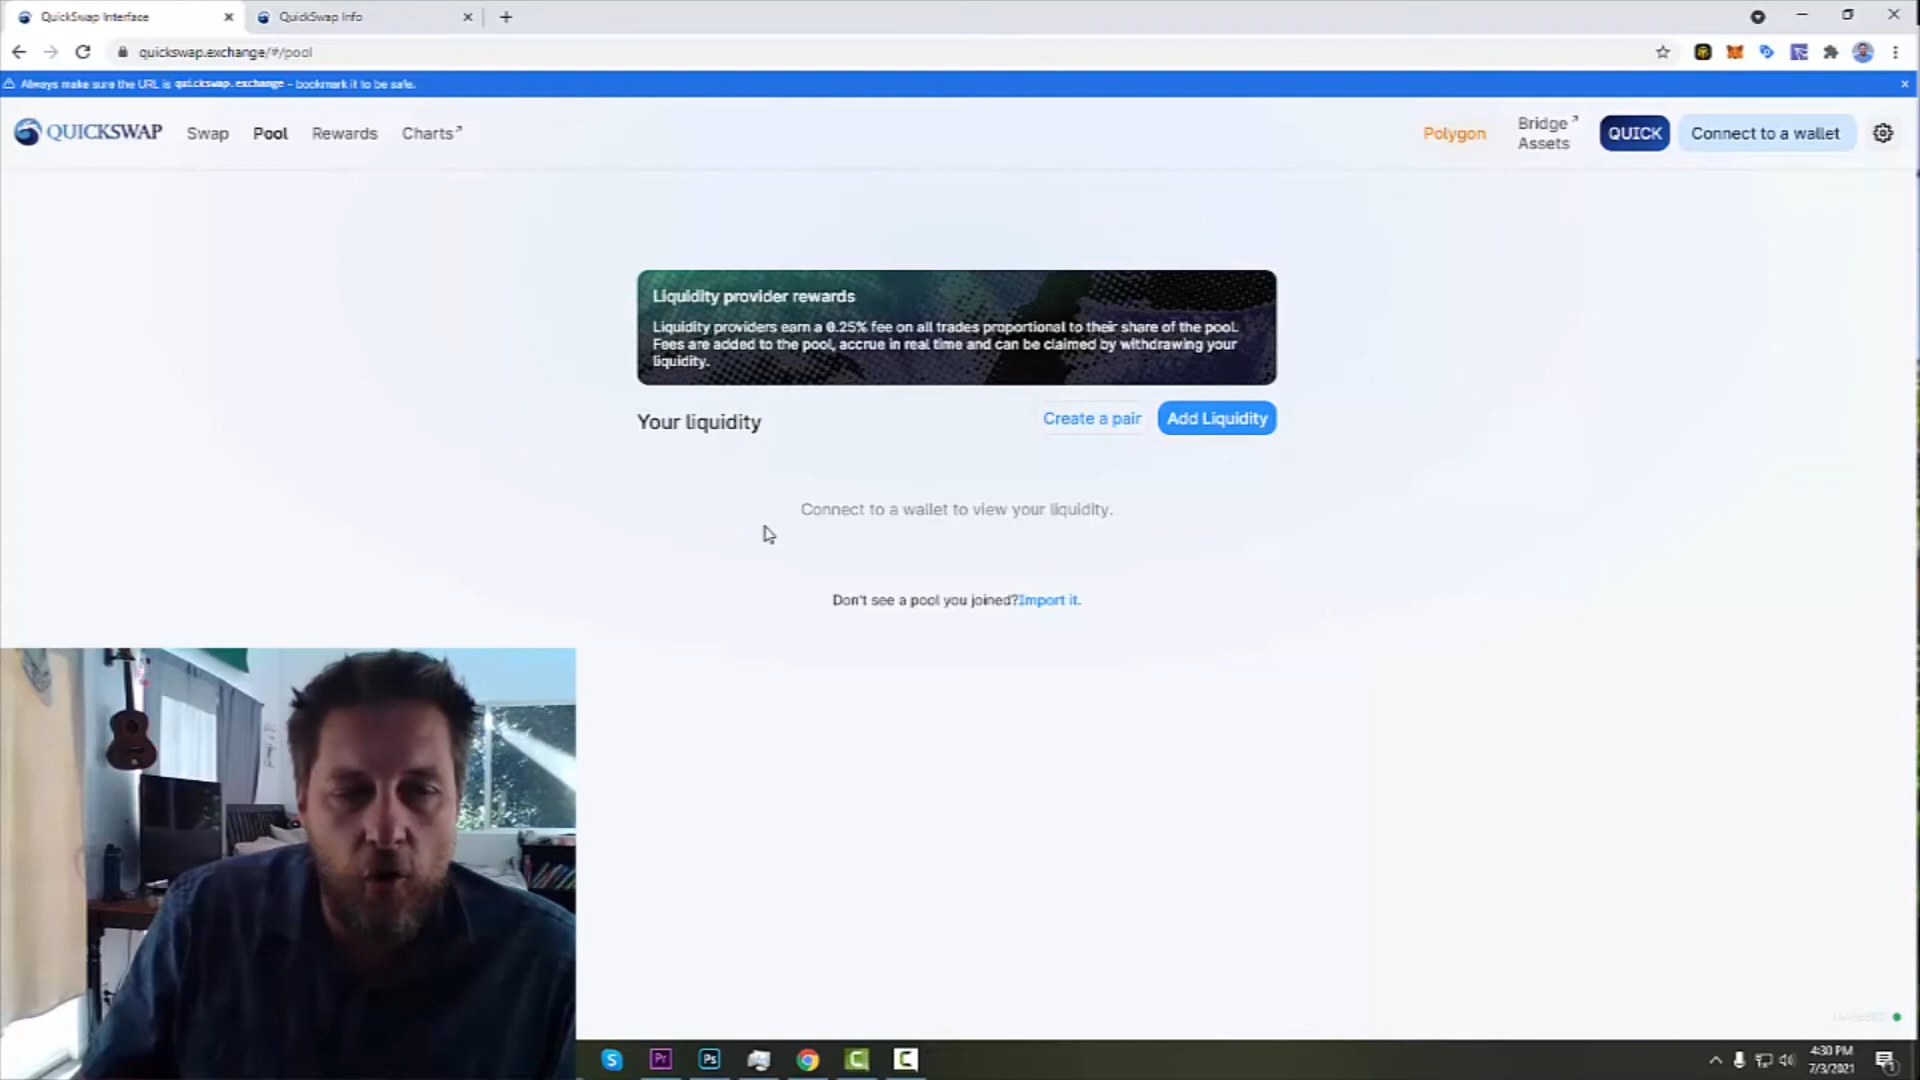 QuickSwap Interface
QuickSwap Info
quickswap.exchange/#/pool
Always make sure the URL is quickswap.exchange - bookmark it to be safe.
QUICKSWAP
Swap
Pool
Rewards
Charts↗
Polygon
Bridge ↗
Assets
QUICK
Connect to a wallet
Liquidity provider rewards
Liquidity providers earn a 0.25% fee on all trades proportional to their share of the pool.
Fees are added to the pool, accrue in real time and can be claimed by withdrawing your
liquidity.
Your liquidity
Create a pair
Add Liquidity
Connect to a wallet to view your liquidity.
Don't see a pool you joined?Import it.
Pr
Ps
4:30 PM
7/3/2021